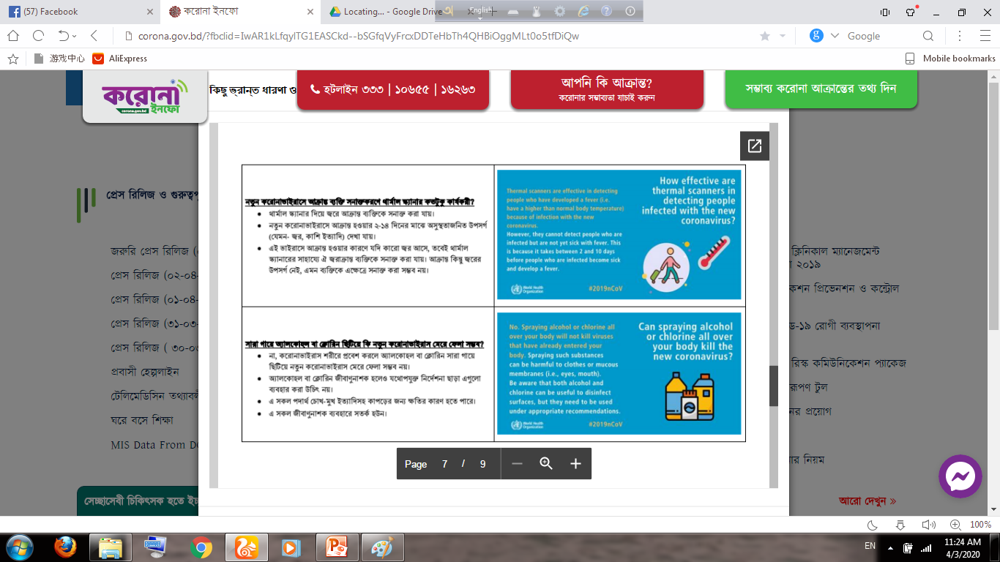 (57) Facebook
করোনা ইনফো
Locating... - Google Drive
English
corona.gov.bd/?fbclid=IwAR1kLfqylTG1EASCkd--bSGfqVyFrcxDDTeHbTh4QHBiOggMLt0o5tfDiQw
Google
游戏中心
AliExpress
Mobile bookmarks
করোনা
ইনফো
corona.gov.bd
কিছু ভ্রান্ত ধারণা ও
হটলাইন ৩৩৩ | ১০৬৫৫ | ১৬২৬৩
আপনি কি আক্রান্ত?
করোনার সম্ভাব্যতা যাচাই করুন
সম্ভাব্য করোনা আক্রান্তের তথ্য দিন
প্রেস রিলিজ ও গুরুত্বপূ
জরুরি প্রেস রিলিজ (
প্রেস রিলিজ (০২-০৪-
প্রেস রিলিজ (০১-০৪-
প্রেস রিলিজ (৩১-০৩-
প্রেস রিলিজ ( ৩০-০৩
প্রবাসী হেল্পলাইন
টেলিমেডিসিন তথ্যাবলী
ঘরে বসে শিক্ষা
MIS Data From DG
সেচ্ছাসেবী চিকিৎসক হতে ইচ্
নতুন করোনাভাইরাসে আক্রান্ত ব্যক্তি সনাক্তকরণে থার্মাল স্ক্যানার কতটুকু কার্যকরী?
• থার্মাল স্ক্যানার দিয়ে জ্বরে আক্রান্ত ব্যক্তিকে সনাক্ত করা যায়।
• নতুন করোনাভাইরাসে আক্রান্ত হওয়ার ২-১৪ দিনের মাঝে অসুস্থতাজনিত উপসর্গ
(যেমন- জ্বর, কাশি ইত্যাদি) দেখা যায়।
• এই ভাইরাসে আক্রান্ত হওয়ার কারণে যদি কারো জ্বর আসে, তবেই থার্মাল
স্ক্যানারের সাহায্যে ঐ জ্বরাক্রান্ত ব্যক্তিকে সনাক্ত করা যায়। আক্রান্ত কিন্তু জ্বরের
উপসর্গ নেই, এমন ব্যক্তিকে এক্ষেত্রে সনাক্ত করা সম্ভব নয়।
Thermal scanners are effective in detecting
people who have developed a fever (i.e.
have a higher than normal body temperature)
because of infection with the new
coronavirus.
However, they cannot detect people who are
infected but are not yet sick with fever. This
is because it takes between 2 and 10 days
before people who are infected become sick
and develop a fever.
How effective are
thermal scanners in
detecting people
infected with the new
coronavirus?
World Health
Organization
#2019nCoV
সারা গায়ে অ্যালকোহল বা ক্লোরিন ছিটিয়ে কি নতুন করোনাভাইরাস মেরে ফেলা সম্ভব?
• না, করোনাভাইরাস শরীরে প্রবেশ করলে অ্যালকোহল বা ক্লোরিন সারা গায়ে
ছিটিয়ে নতুন করোনাভাইরাস মেরে ফেলা সম্ভব নয়।
• অ্যালকোহল বা ক্লোরিন জীবাণুনাশক হলেও যথোপযুক্ত নির্দেশনা ছাড়া এগুলো
ব্যবহার করা উচিৎ নয়।
• এ সকল পদার্থ চোখ-মুখ ইত্যাদিসহ কাপড়ের জন্য ক্ষতির কারণ হতে পারে।
• এ সকল জীবাণুনাশক ব্যবহারে সতর্ক হউন।
No. Spraying alcohol or chlorine all
over your body will not kill viruses
that have already entered your
body. Spraying such substances
can be harmful to clothes or mucous
membranes (i.e., eyes, mouth).
Be aware that both alcohol and
chlorine can be useful to disinfect
surfaces, but they need to be used
under appropriate recommendations.
Can spraying alcohol
or chlorine all over
your body kill the
new coronavirus?
World Health
Organization
#2019nCoV
Page 7 / 9
ক্লিনিকাল ম্যানেজমেন্ট
২০১৯
কশন প্রিভেনশন ও কন্ট্রোল
ড-১৯ রোগী ব্যবস্থাপনা
রিস্ক কমিউনিকেশন প্যাকেজ
রূপণ টুল
নর প্রয়োগ
ার নিয়ম
আরো দেখুন »
100%
EN
11:24 AM
4/3/2020